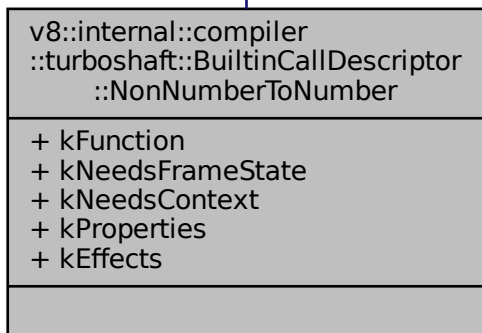 v8::internal::compiler
::turboshaft::BuiltinCallDescriptor
::NonNumberToNumber
+ kFunction
+ kNeedsFrameState
+ kNeedsContext
+ kProperties
+ kEffects